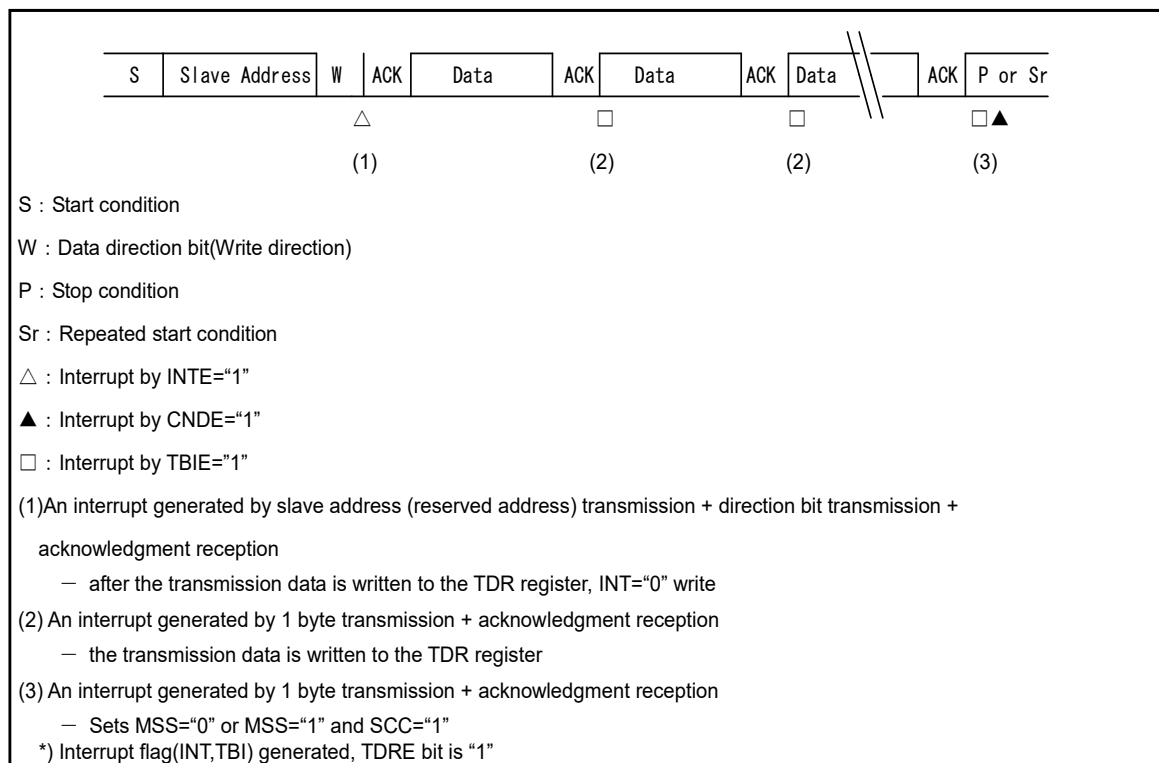 S Slave Address W ACK Data ACK Data ACK Data ACK P or Sr
△ □ □ □▲
(1) (2) (2) (3)
S : Start condition
W : Data direction bit(Write direction)
P : Stop condition
Sr : Repeated start condition
△ : Interrupt by INTE=“1”
▲ : Interrupt by CNDE=“1”
□ : Interrupt by TBIE=”1”
(1)An interrupt generated by slave address (reserved address) transmission + direction bit transmission +
acknowledgment reception
－ after the transmission data is written to the TDR register, INT=“0” write
(2) An interrupt generated by 1 byte transmission + acknowledgment reception
－ the transmission data is written to the TDR register
(3) An interrupt generated by 1 byte transmission + acknowledgment reception
－ Sets MSS=“0” or MSS=“1” and SCC=“1”
*) Interrupt flag(INT,TBI) generated, TDRE bit is “1”